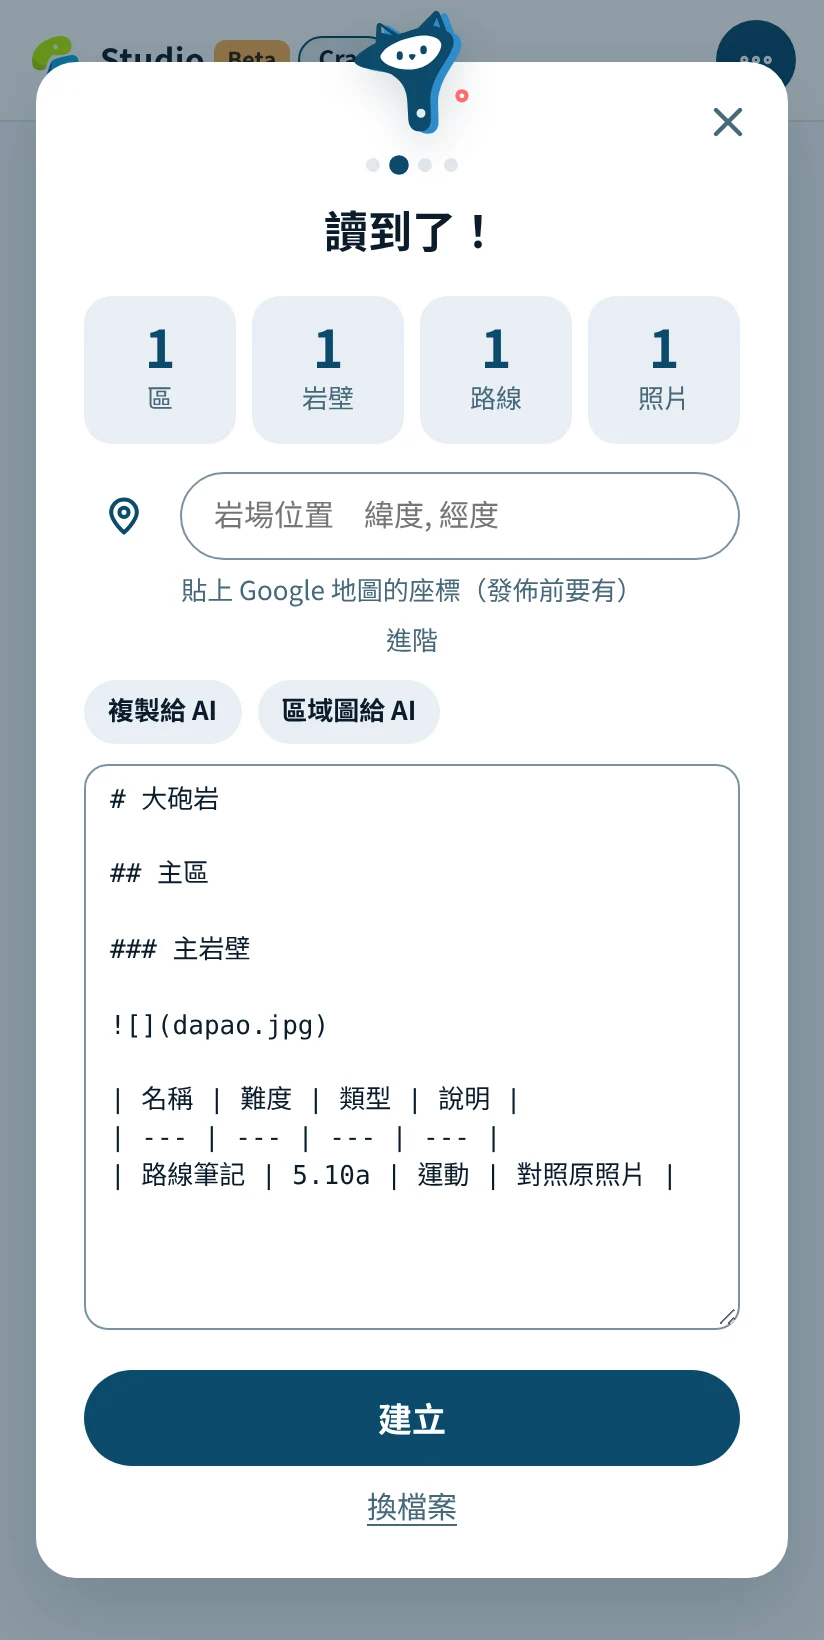 Studio Beta Cra
讀到了！
1 1 1 1
區 岩壁 路線 照片
岩場位置 緯度, 經度
貼上 Google 地圖的座標（發佈前要有）
進階
複製給 AI 區域圖給 AI
# 大砲岩
## 主區
### 主岩壁
![](dapao.jpg)
| 名稱 | 難度 | 類型 | 說明 |
| --- | --- | --- | --- |
| 路線筆記 | 5.10a | 運動 | 對照原照片 |
建立
換檔案